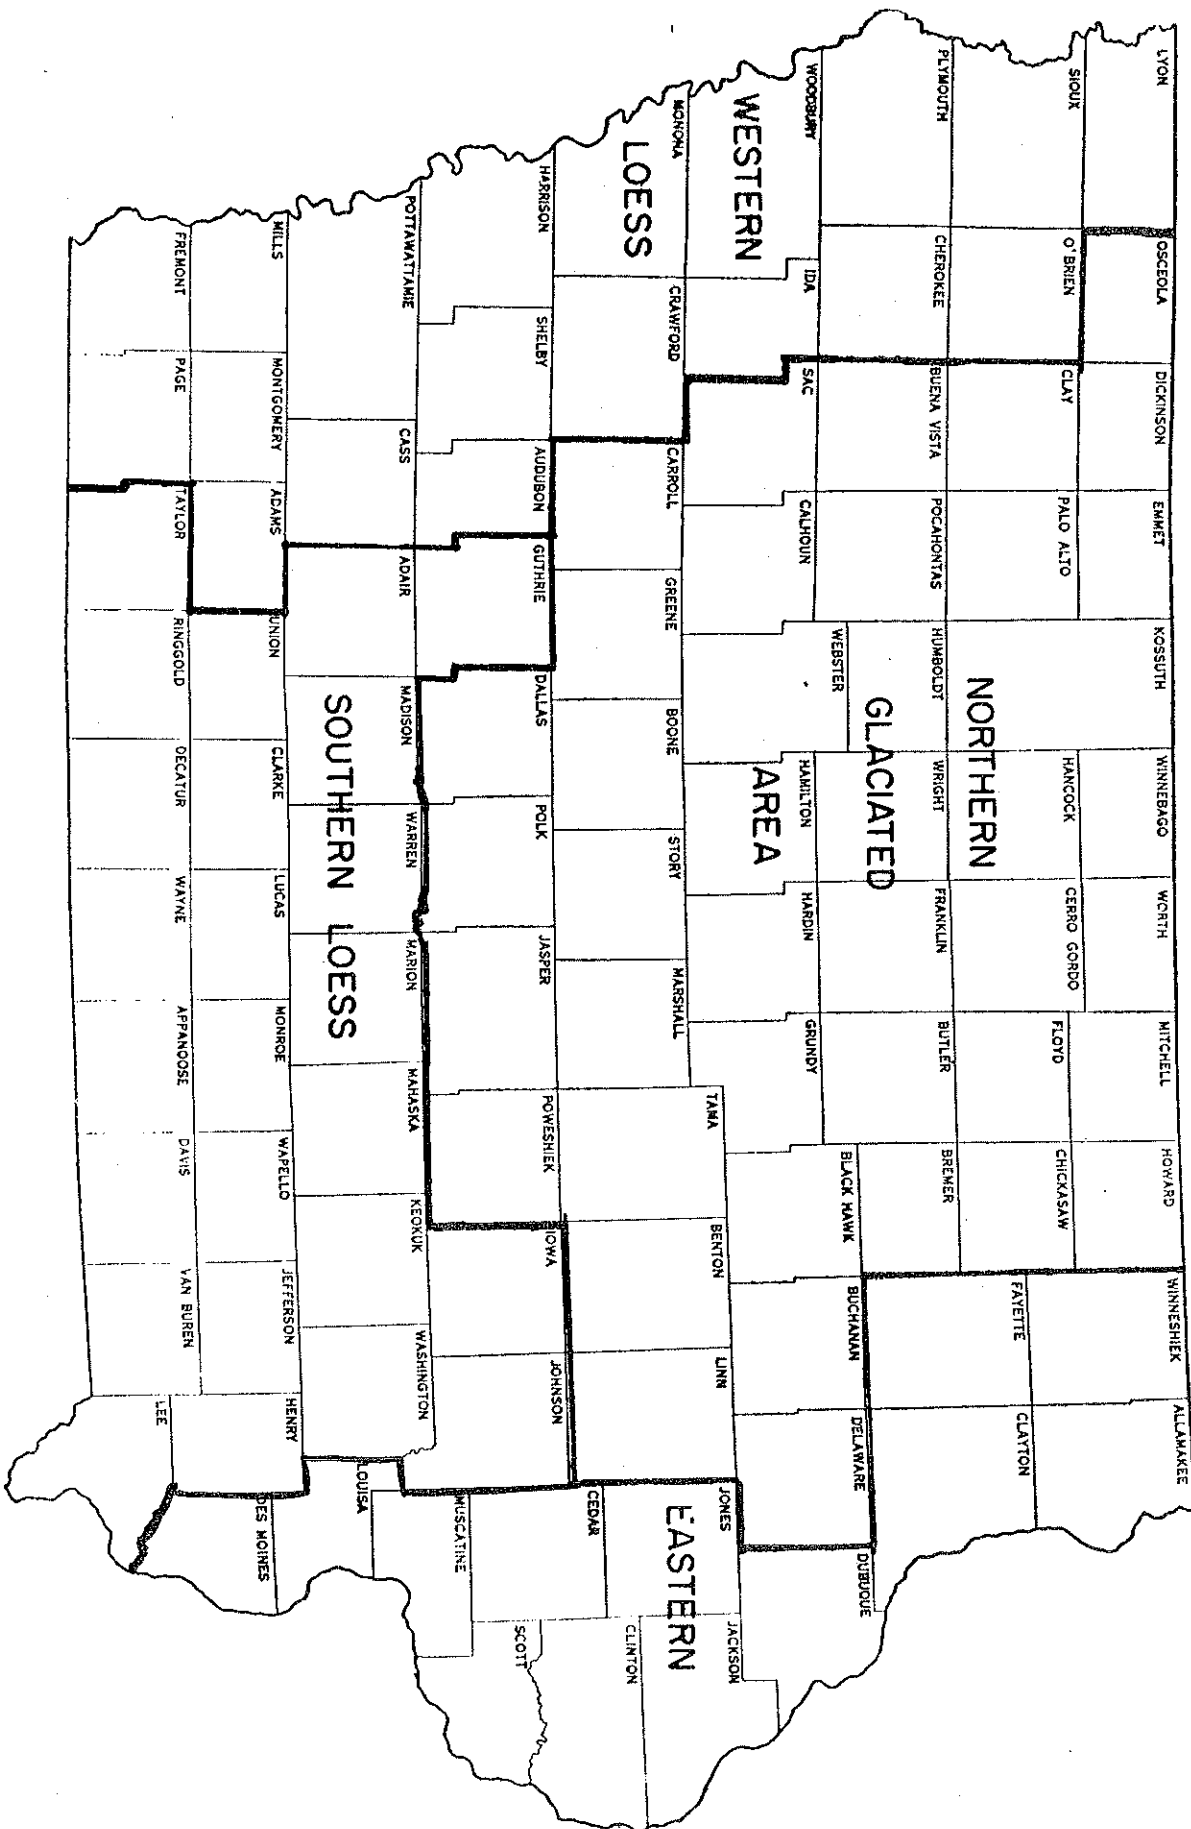 LYON
OSCEOLA
DICKINSON
EMMET
KOSSUTH
WINNEBAGO
WORTH
MITCHELL
HOWARD
WINNESHIEK
ALLAMAKEE
SIOUX
O'BRIEN
CLAY
PALO ALTO
HANCOCK
CERRO GORDO
FLOYD
CHICKASAW
FAYETTE
CLAYTON
NORTHERN
PLYMOUTH
CHEROKEE
BUENA VISTA
POCAHONTAS
HUMBOLDT
WRIGHT
FRANKLIN
BUTLER
BREMER
GLACIATED
WOODBURY
IDA
SAC
CALHOUN
WEBSTER
HAMILTON
HARDIN
GRUNDY
BLACK HAWK
BUCHANAN
DELAWARE
DUBUQUE
WESTERN
AREA
MONONA
CRAWFORD
CARROLL
GREENE
BOONE
STORY
MARSHALL
TAMA
BENTON
LINN
JONES
JACKSON
LOESS
EASTERN
HARRISON
SHELBY
AUDUBON
GUTHRIE
DALLAS
POLK
JASPER
POWESHIEK
IOWA
JOHNSON
CEDAR
CLINTON
SCOTT
POTTAWATTAMIE
CASS
ADAIR
MADISON
WARREN
MARION
MAHASKA
KEOKUK
WASHINGTON
MUSCATINE
LOUISA
SOUTHERN LOESS
MILLS
MONTGOMERY
ADAMS
UNION
CLARKE
LUCAS
MONROE
WAPELLO
JEFFERSON
HENRY
DES MOINES
FREMONT
PAGE
TAYLOR
RINGGOLD
DECATUR
WAYNE
APPANOOSE
DAVIS
VAN BUREN
LEE